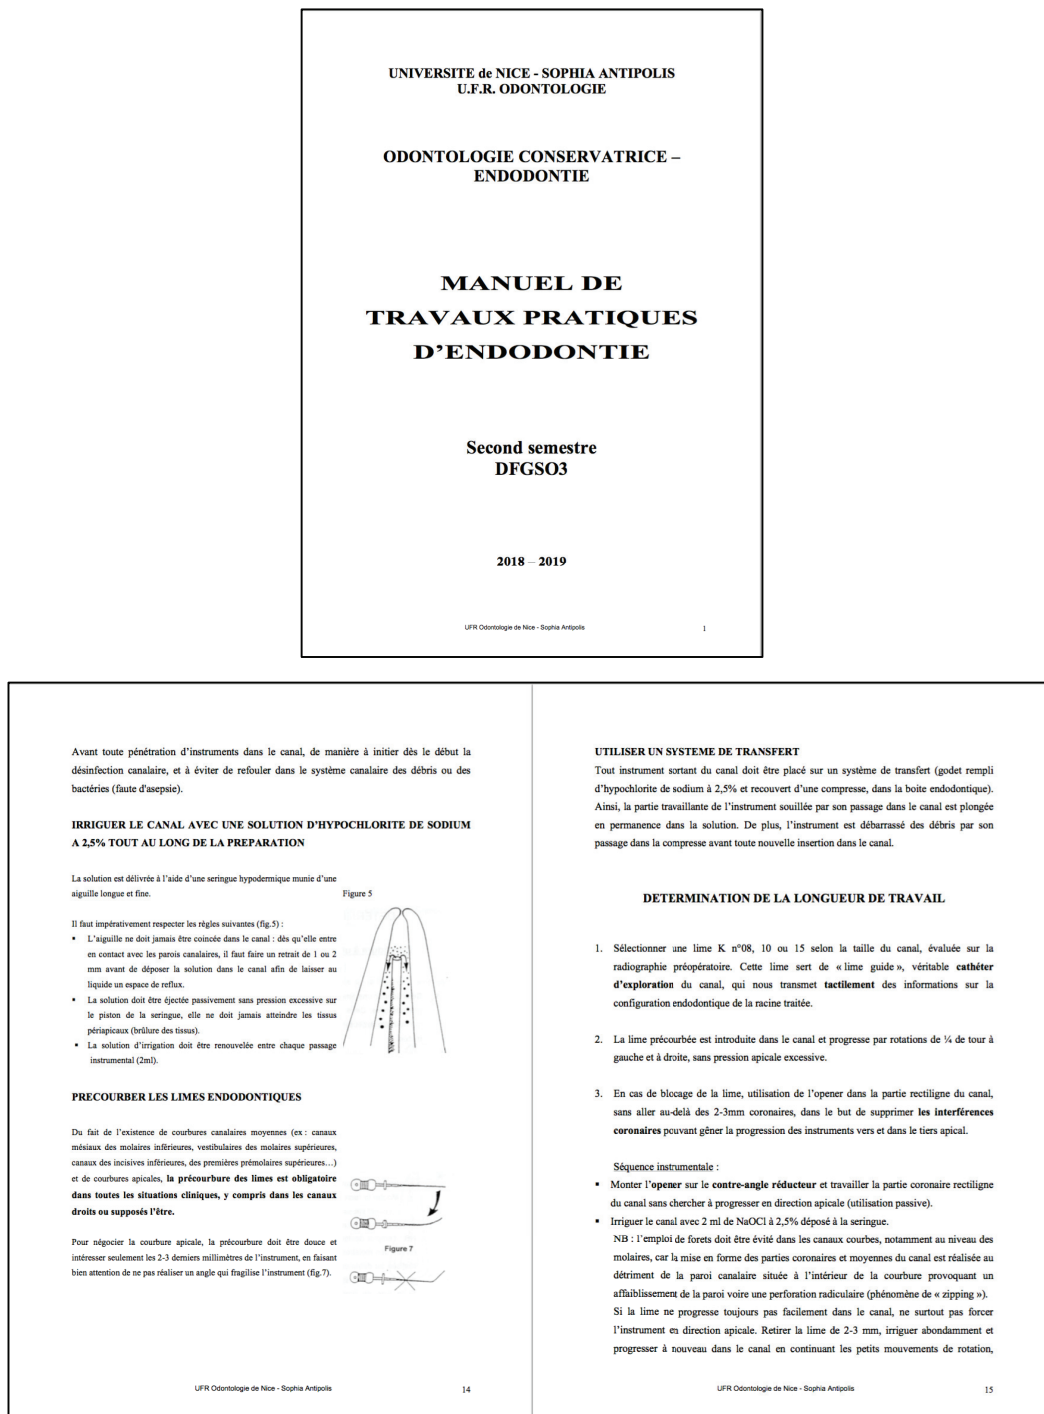 UNIVERSITE de NICE - SOPHIA ANTIPOLIS
U.F.R. ODONTOLOGIE
ODONTOLOGIE CONSERVATRICE –
ENDODONTIE
MANUEL DE
TRAVAUX PRATIQUES
D’ENDODONTIE
Second semestre
DFGSO3
2018 – 2019
UFR Odontologie de Nice - Sophia Antipolis 1
Avant toute pénétration d’instruments dans le canal, de manière à initier dès le début la
désinfection canalaire, et à éviter de refouler dans le système canalaire des débris ou des
bactéries (faute d'asepsie).
IRRIGUER LE CANAL AVEC UNE SOLUTION D’HYPOCHLORITE DE SODIUM
A 2,5% TOUT AU LONG DE LA PREPARATION
La solution est délivrée à l’aide d’une seringue hypodermique munie d’une
aiguille longue et fine.
Figure 5
Il faut impérativement respecter les règles suivantes (fig.5) :
▪ L’aiguille ne doit jamais être coincée dans le canal : dès qu’elle entre
en contact avec les parois canalaires, il faut faire un retrait de 1 ou 2
mm avant de déposer la solution dans le canal afin de laisser au
liquide un espace de reflux.
▪ La solution doit être éjectée passivement sans pression excessive sur
le piston de la seringue, elle ne doit jamais atteindre les tissus
périapicaux (brûlure des tissus).
▪ La solution d’irrigation doit être renouvelée entre chaque passage
instrumental (2ml).
PRECOURBER LES LIMES ENDODONTIQUES
Du fait de l’existence de courbures canalaires moyennes (ex : canaux
mésiaux des molaires inférieures, vestibulaires des molaires supérieures,
canaux des incisives inférieures, des premières prémolaires supérieures…)
et de courbures apicales, la précourbure des limes est obligatoire
dans toutes les situations cliniques, y compris dans les canaux
droits ou supposés l’être.
Pour négocier la courbure apicale, la précourbure doit être douce et
intéresser seulement les 2-3 derniers millimètres de l’instrument, en faisant
bien attention de ne pas réaliser un angle qui fragilise l’instrument (fig.7).
Figure 7
UFR Odontologie de Nice - Sophia Antipolis 14
UTILISER UN SYSTEME DE TRANSFERT
Tout instrument sortant du canal doit être placé sur un système de transfert (godet rempli
d’hypochlorite de sodium à 2,5% et recouvert d’une compresse, dans la boite endodontique).
Ainsi, la partie travaillante de l’instrument souillée par son passage dans le canal est plongée
en permanence dans la solution. De plus, l’instrument est débarrassé des débris par son
passage dans la compresse avant toute nouvelle insertion dans le canal.
DETERMINATION DE LA LONGUEUR DE TRAVAIL
1. Sélectionner une lime K n°08, 10 ou 15 selon la taille du canal, évaluée sur la
radiographie préopératoire. Cette lime sert de « lime guide », véritable cathéter
d’exploration du canal, qui nous transmet tactilement des informations sur la
configuration endodontique de la racine traitée.
2. La lime précourbée est introduite dans le canal et progresse par rotations de ¼ de tour à
gauche et à droite, sans pression apicale excessive.
3. En cas de blocage de la lime, utilisation de l’opener dans la partie rectiligne du canal,
sans aller au-delà des 2-3mm coronaires, dans le but de supprimer les interférences
coronaires pouvant gêner la progression des instruments vers et dans le tiers apical.
Séquence instrumentale :
▪ Monter l’opener sur le contre-angle réducteur et travailler la partie coronaire rectiligne
du canal sans chercher à progresser en direction apicale (utilisation passive).
▪ Irriguer le canal avec 2 ml de NaOCl à 2,5% déposé à la seringue.
NB : l’emploi de forets doit être évité dans les canaux courbes, notamment au niveau des
molaires, car la mise en forme des parties coronaires et moyennes du canal est réalisée au
détriment de la paroi canalaire située à l’intérieur de la courbure provoquant un
affaiblissement de la paroi voire une perforation radiculaire (phénomène de « zipping »).
Si la lime ne progresse toujours pas facilement dans le canal, ne surtout pas forcer
l’instrument en direction apicale. Retirer la lime de 2-3 mm, irriguer abondamment et
progresser à nouveau dans le canal en continuant les petits mouvements de rotation,
UFR Odontologie de Nice - Sophia Antipolis 15